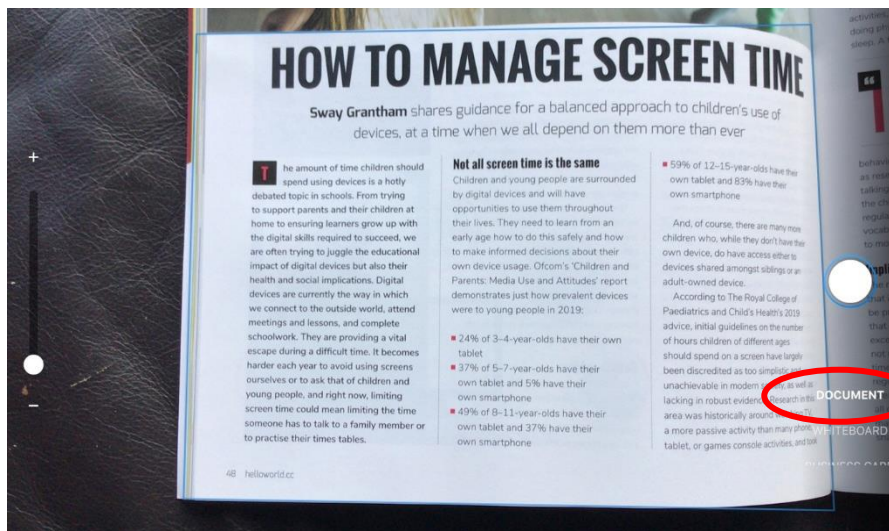 HOW TO MANAGE SCREEN TIME
Sway Grantham shares guidance for a balanced approach to children's use of
devices, at a time when we all depend on them more than ever
The amount of time children should
spend using devices is a hotly
debated topic in schools. From trying
to support parents and their children at
home to ensuring learners grow up with
the digital skills required to succeed, we
are often trying to juggle the educational
impact of digital devices but also their
health and social implications. Digital
devices are currently the way in which
we connect to the outside world, attend
meetings and lessons, and complete
schoolwork. They are providing a vital
escape during a difficult time. It becomes
harder each year to avoid using screens
ourselves or to ask that of children and
young people, and right now, limiting
screen time could mean limiting the time
someone has to talk to a family member or
to practise their times tables.
Not all screen time is the same
Children and young people are surrounded
by digital devices and will have
opportunities to use them throughout
their lives. They need to learn from an
early age how to do this safely and how
to make informed decisions about their
own device usage. Ofcom's 'Children and
Parents: Media Use and Attitudes' report
demonstrates just how prevalent devices
were to young people in 2019:
24% of 3–4-year-olds have their own
tablet
37% of 5–7-year-olds have their
own tablet and 5% have their
own smartphone
49% of 8–11-year-olds have their
own tablet and 37% have their
own smartphone
59% of 12–15-year-olds have their
own tablet and 83% have their
own smartphone
And, of course, there are many more
children who, while they don't have their
own device, do have access either to
devices shared amongst siblings or an
adult-owned device.
According to The Royal College of
Paediatrics and Child's Health's 2019
advice, initial guidelines on the number
of hours children of different ages
should spend on a screen have largely
been discredited as too simplistic and
unachievable in modern as well as
lacking in robust evidence. Research in this
area was historically around TV,
a more passive activity than many phone,
tablet, or games console activities, and took
48 helloworld.cc
+
−
DOCUMENT
WHITEBOARD